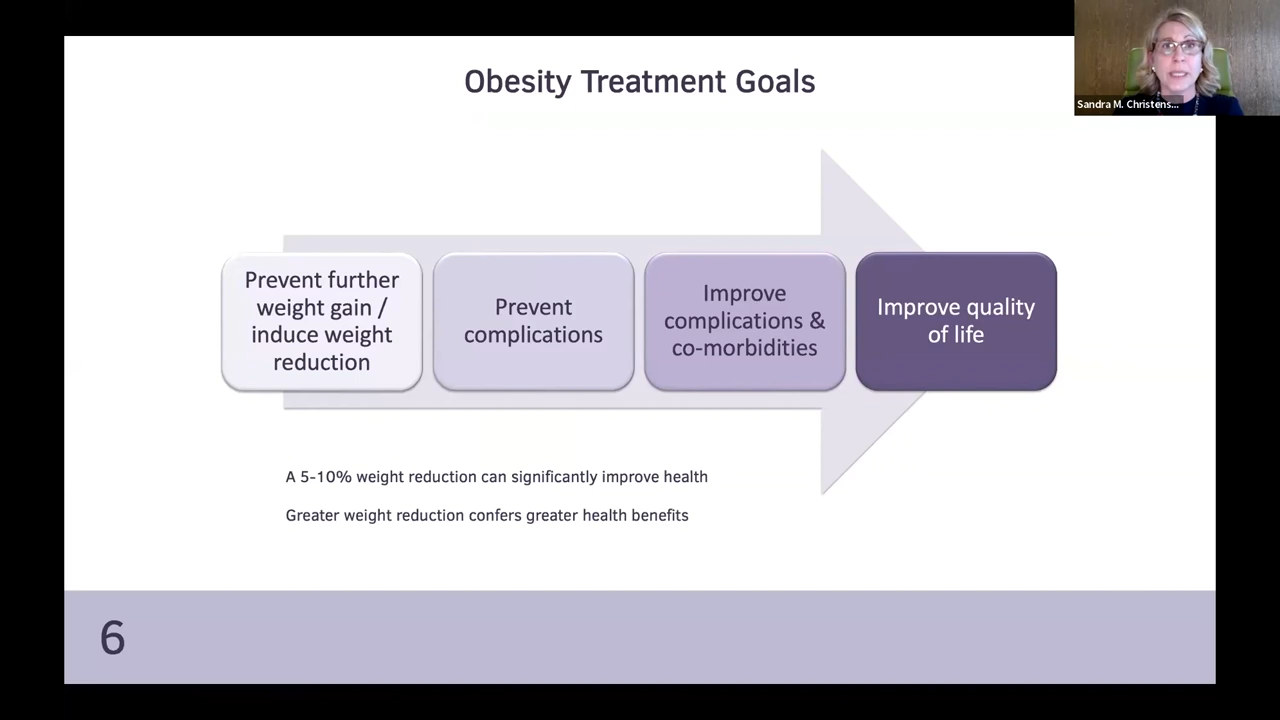 Obesity Treatment Goals
Sandra M. Christens...
Prevent further
weight gain /
induce weight
reduction
Prevent
complications
Improve
complications &
co-morbidities
Improve quality
of life
A 5-10% weight reduction can significantly improve health
Greater weight reduction confers greater health benefits
6